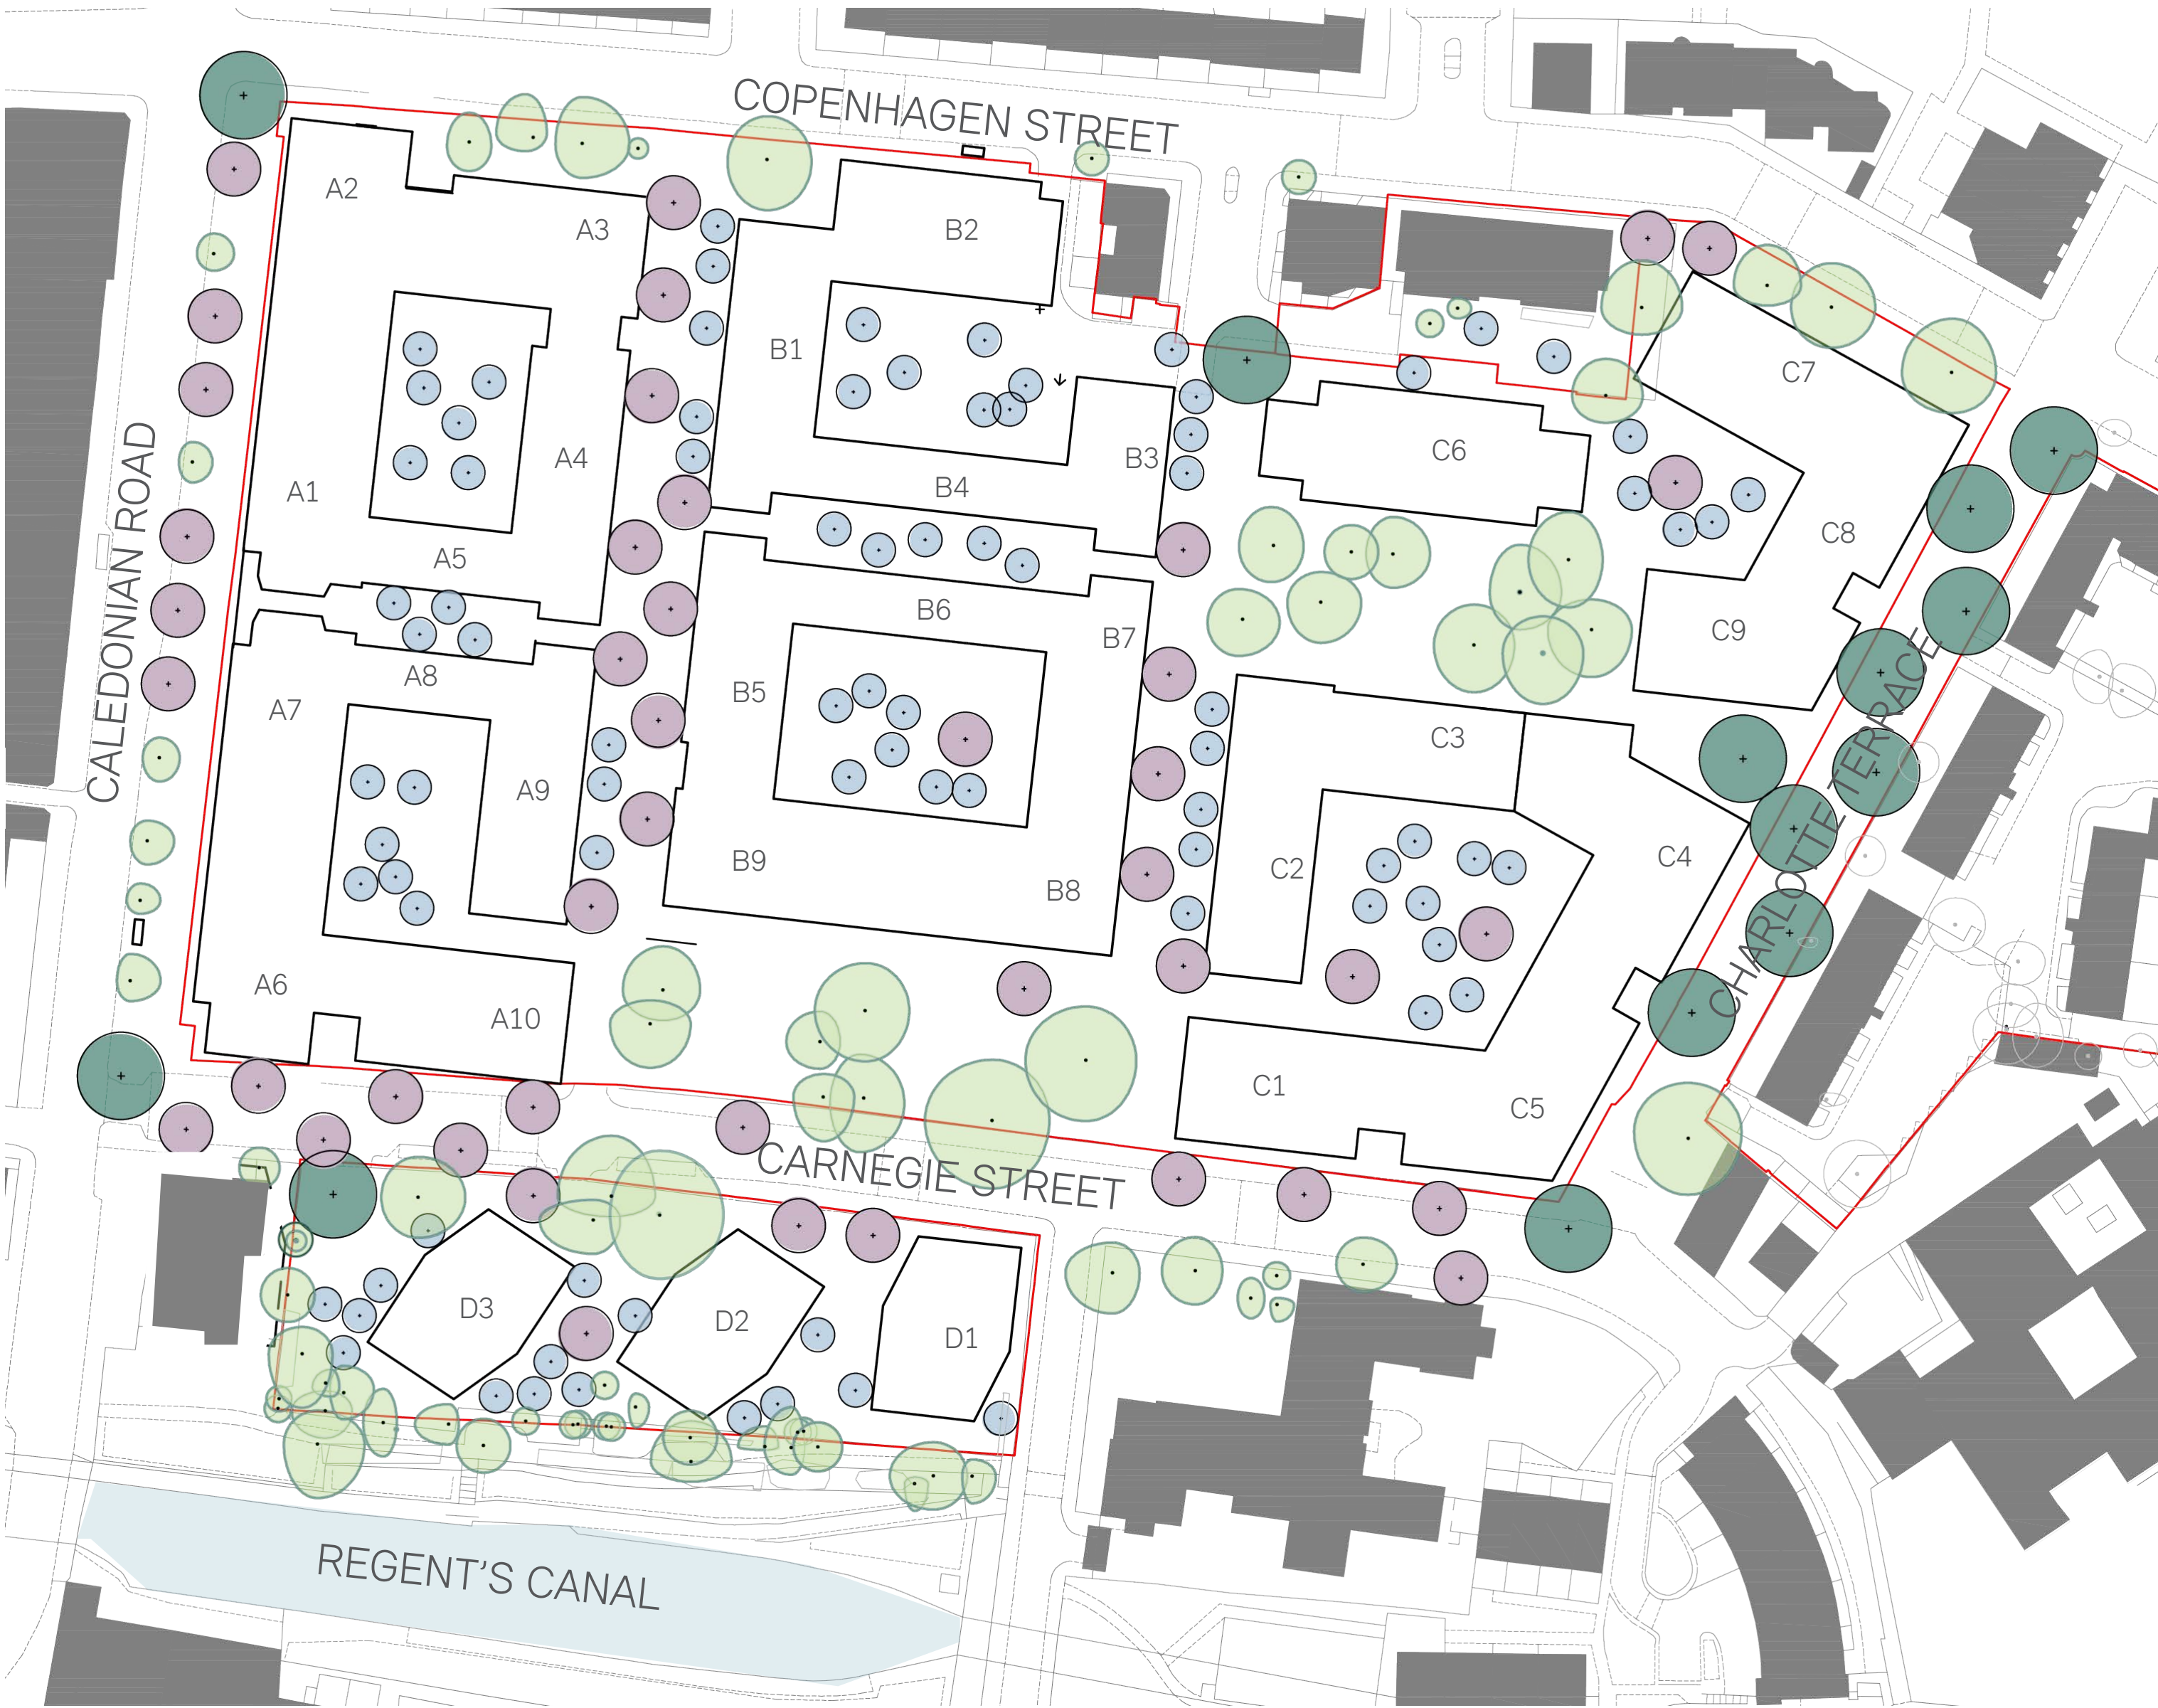 COPENHAGEN STREET
A2
A3
B2
B1
C7
A4
B3
C6
A1
B4
C8
A5
B6
C9
B7
A8
A7
B5
C3
CALEDONIAN ROAD
A9
B9
B8
C2
C4
CHARLOTTE TERRACE
A6
A10
C1
C5
CARNEGIE STREET
D3
D2
D1
REGENT'S CANAL